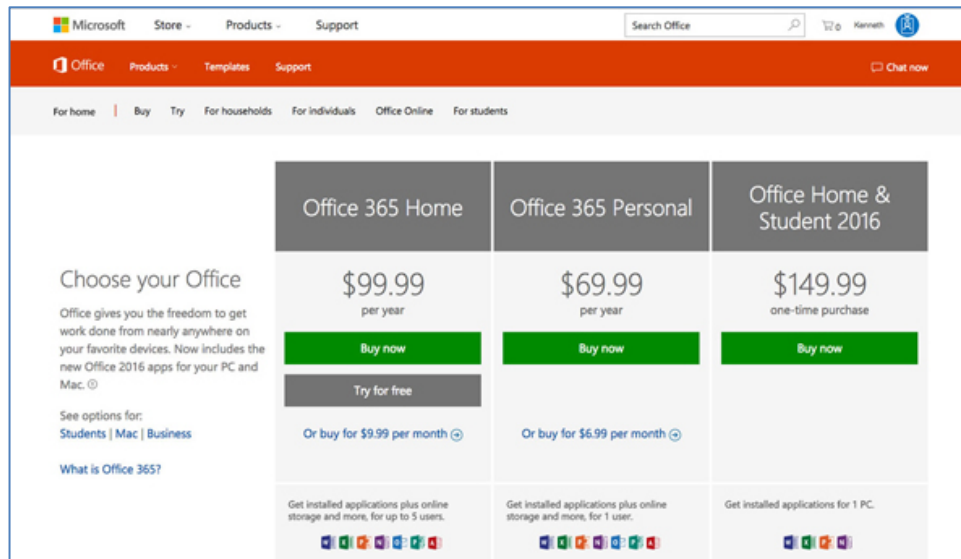 Microsoft Store Products Support Search Office 0 Kenneth
Office Products Templates Support Chat now
For home | Buy Try For households For individuals Office Online For students
Choose your Office
Office gives you the freedom to get
work done from nearly anywhere on
your favorite devices. Now includes the
new Office 2016 apps for your PC and
Mac.
See options for:
Students | Mac | Business
What is Office 365?
Office 365 Home
$99.99
per year
Buy now
Try for free
Or buy for $9.99 per month
Get installed applications plus online
storage and more, for up to 5 users.
Office 365 Personal
$69.99
per year
Buy now
Or buy for $6.99 per month
Get installed applications plus online
storage and more, for 1 user.
Office Home &
Student 2016
$149.99
one-time purchase
Buy now
Get installed applications for 1 PC.